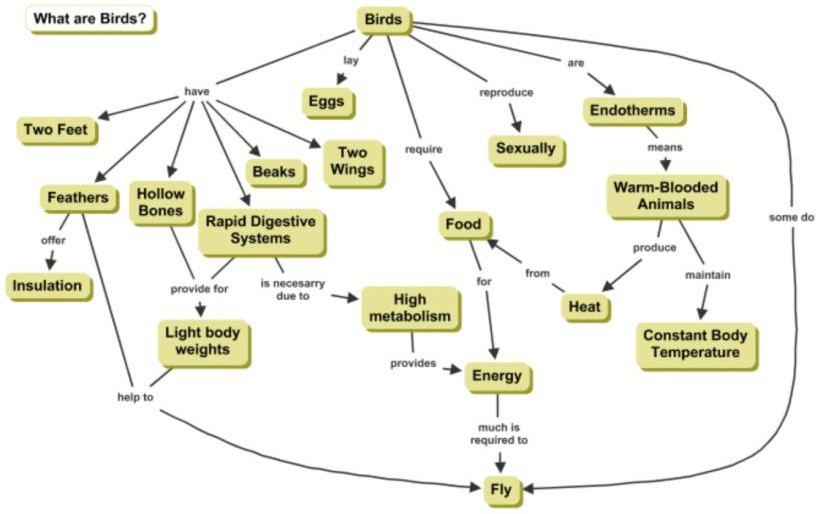 What are Birds?
Birds
lay
are
have
Eggs
reproduce
Endotherms
Two Feet
require
Sexually
means
Beaks
Two
Wings
Feathers
Hollow
Bones
Warm-Blooded
Animals
Rapid Digestive
Systems
Food
some do
offer
produce
Insulation
provide for
is necesarry
due to
for
from
maintain
High
metabolism
Heat
Light body
weights
Constant Body
Temperature
provides
Energy
help to
much is
required to
Fly